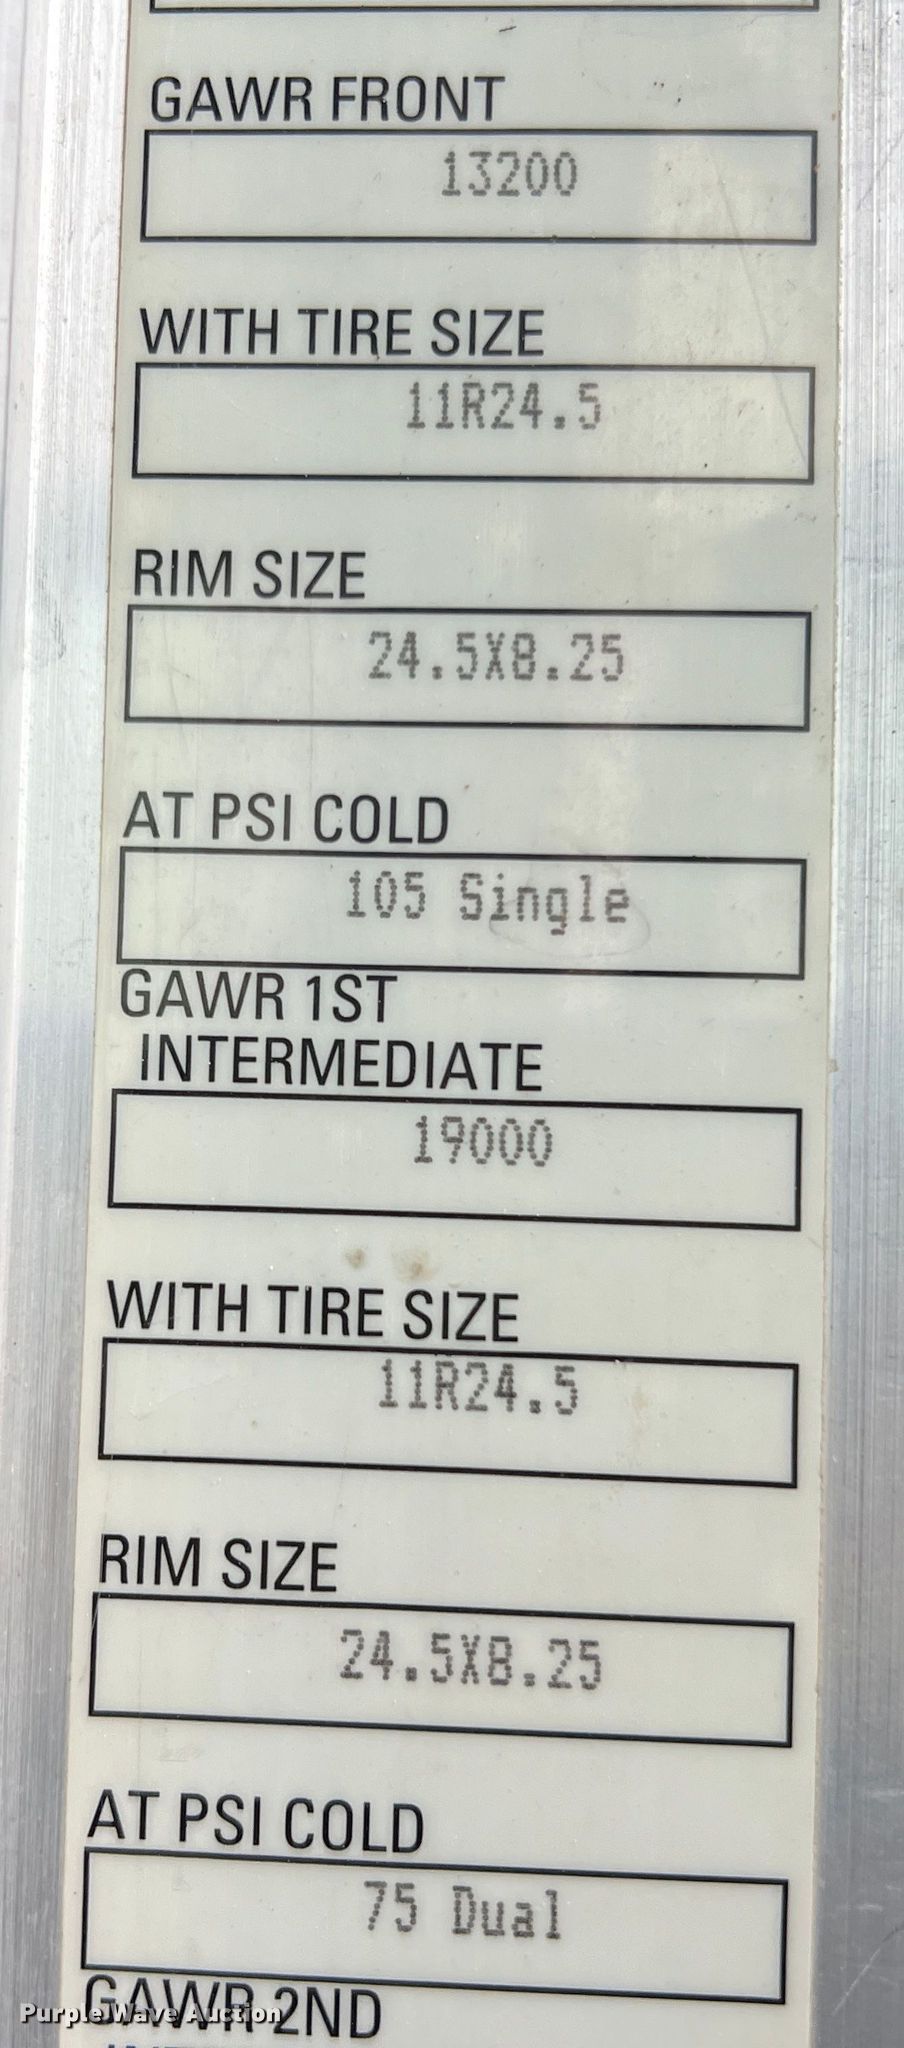 GAWR FRONT
13200
WITH TIRE SIZE
11R24.5
RIM SIZE
24.5X8.25
AT PSI COLD
105 Single
GAWR 1ST
INTERMEDIATE
19000
WITH TIRE SIZE
11R24.5
RIM SIZE
24.5X8.25
AT PSI COLD
75 Dual
GAWR 2ND
PurpleWave Auction